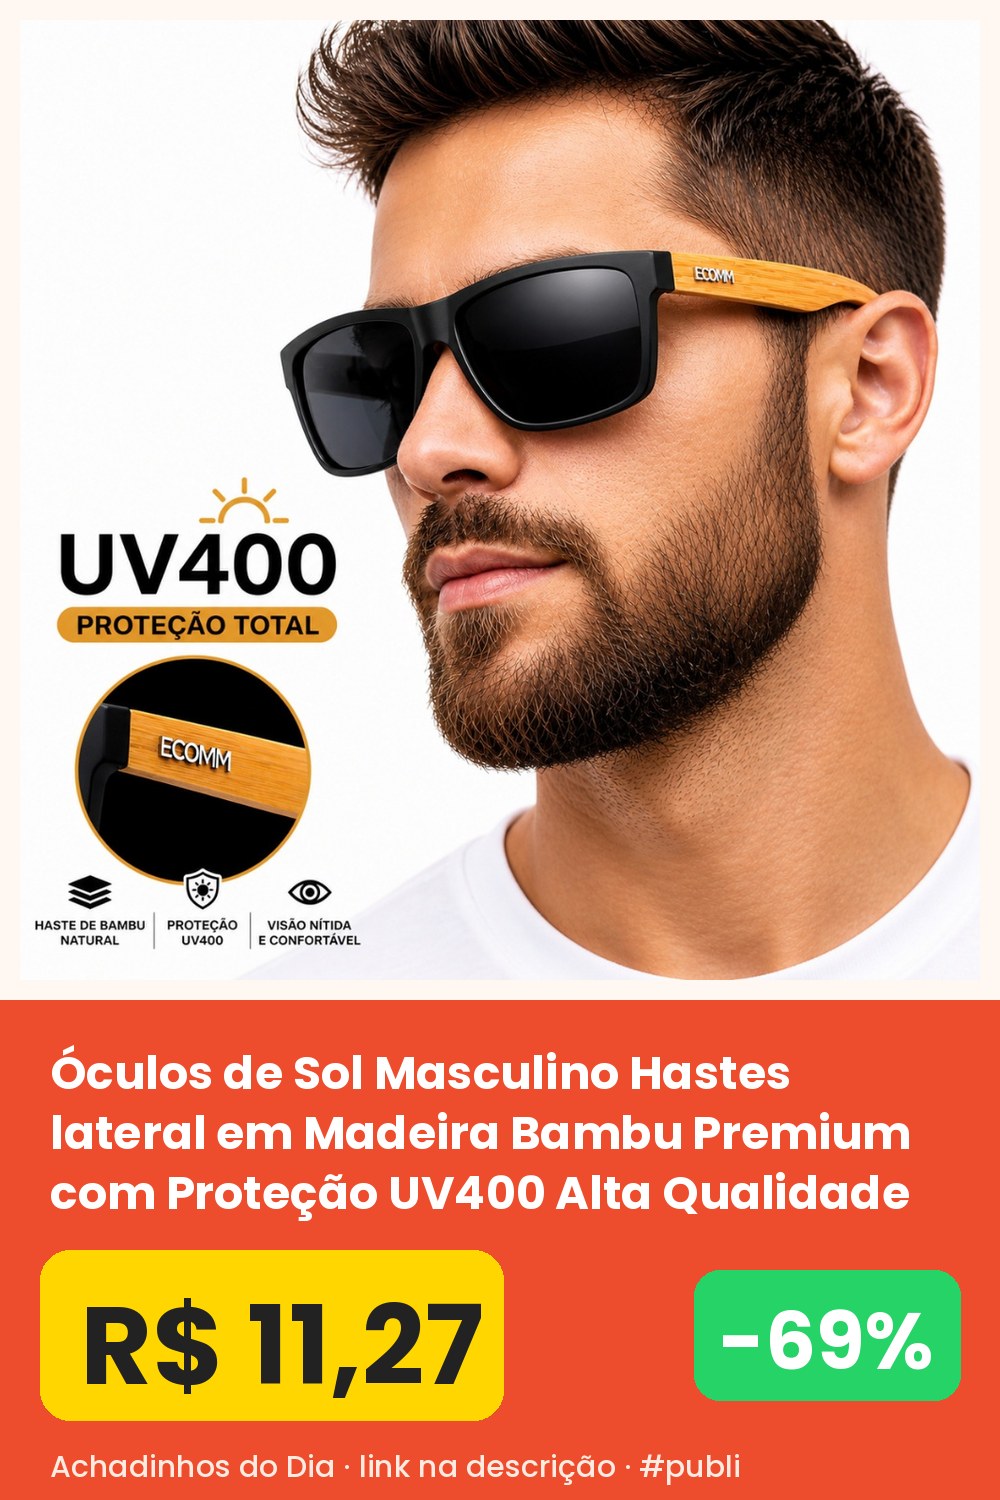 ECOMM
UV400
PROTEÇÃO TOTAL
ECOMM
HASTE DE BAMBU
NATURAL
PROTEÇÃO
UV400
VISÃO NÍTIDA
E CONFORTÁVEL
Óculos de Sol Masculino Hastes
lateral em Madeira Bambu Premium
com Proteção UV400 Alta Qualidade
R$ 11,27
-69%
Achadinhos do Dia · link na descrição · #publi